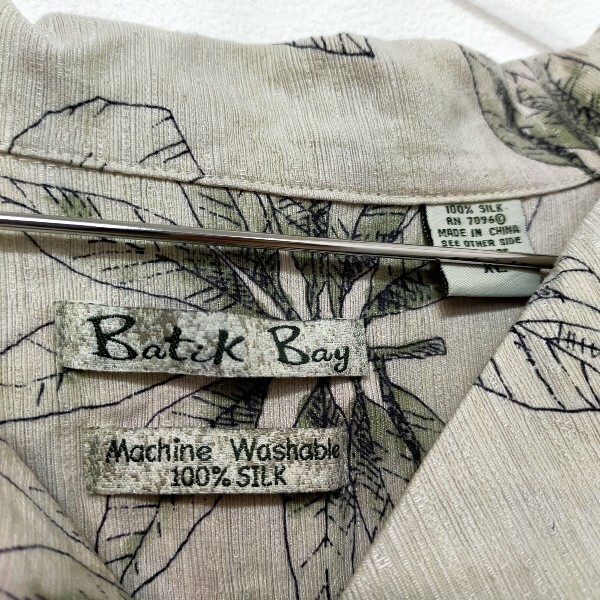 100% SILK
RN 70960
MADE IN CHINA
SEE OTHER SIDE
XL
Batik Bay
Machine Washable
100% SILK